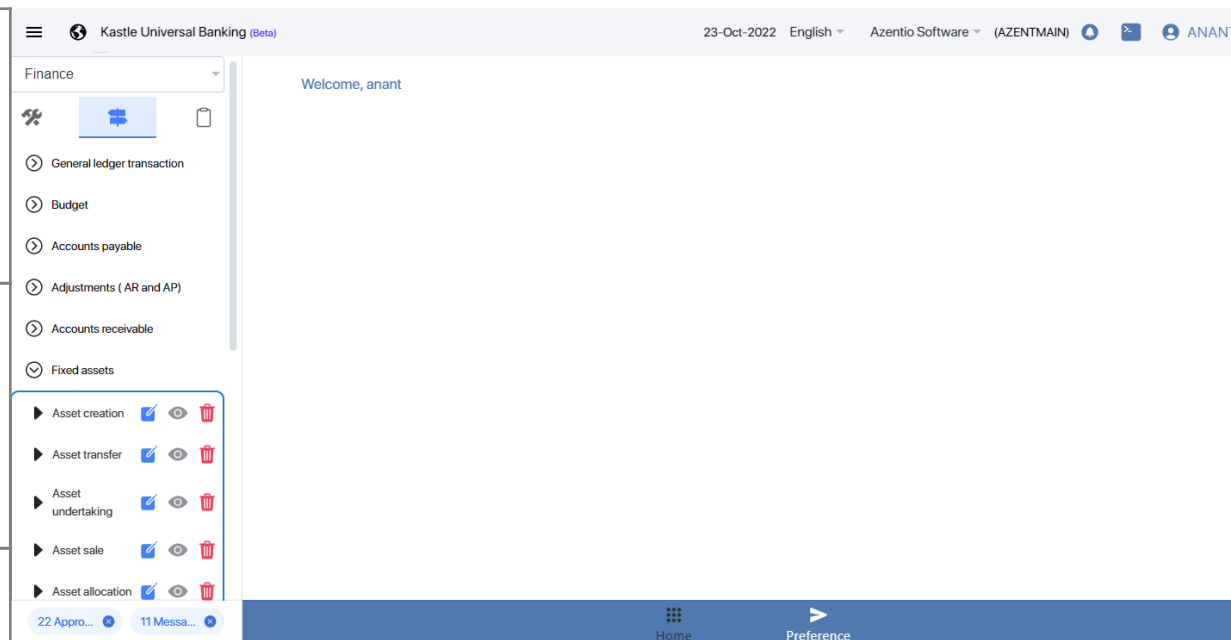 Kastle Universal Banking (Beta)
23-Oct-2022 English Azentio Software (AZENTMAIN) ANANT
Finance
Welcome, anant
General ledger transaction
Budget
Accounts payable
Adjustments ( AR and AP)
Accounts receivable
Fixed assets
Asset creation
Asset transfer
Asset
undertaking
Asset sale
Asset allocation
22 Appro...
11 Messa...
Home
Preference